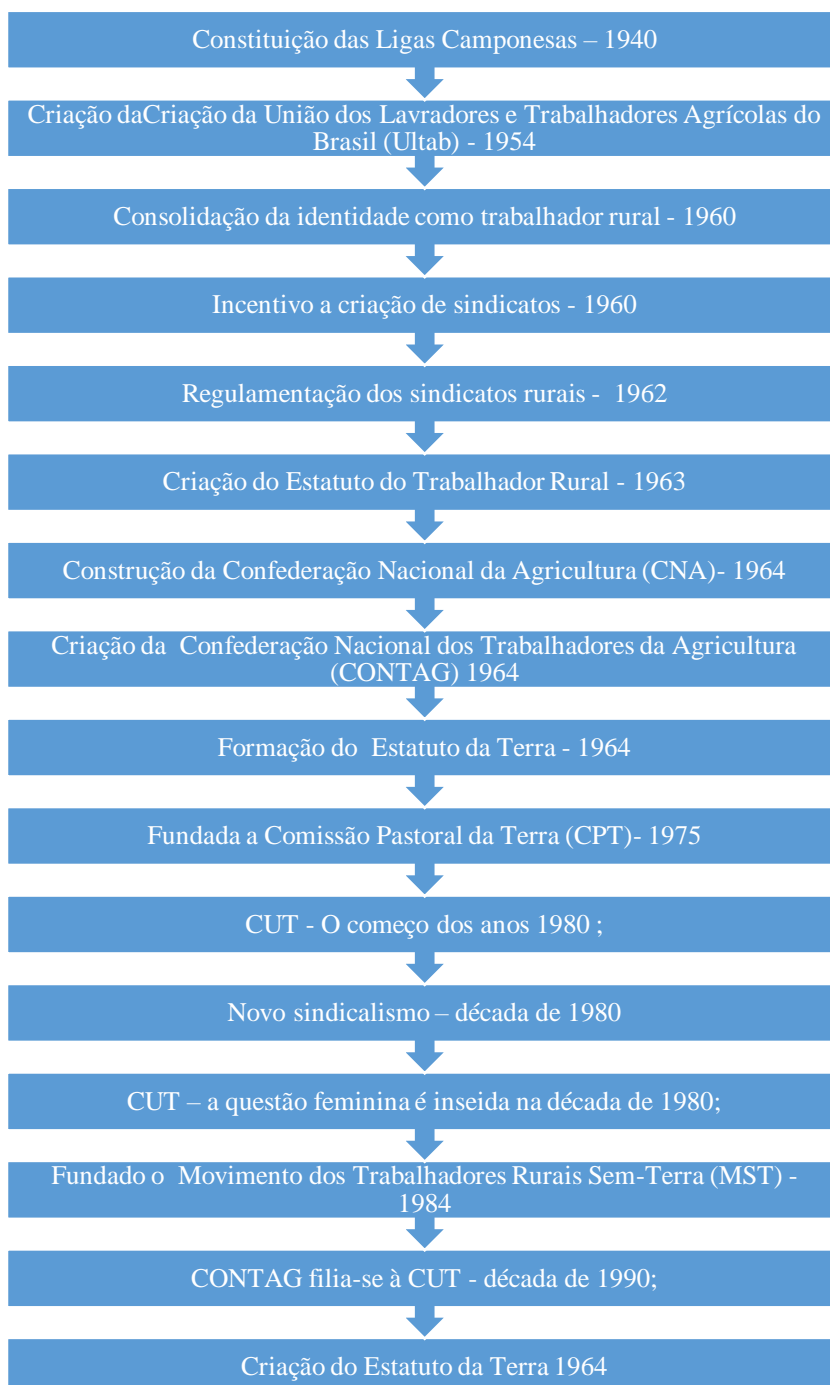 Constituição das Ligas Camponesas – 1940
Criação daCriação da União dos Lavradores e Trabalhadores Agrícolas do
Brasil (Ultab) - 1954
Consolidação da identidade como trabalhador rural - 1960
Incentivo a criação de sindicatos - 1960
Regulamentação dos sindicatos rurais - 1962
Criação do Estatuto do Trabalhador Rural - 1963
Construção da Confederação Nacional da Agricultura (CNA)- 1964
Criação da Confederação Nacional dos Trabalhadores da Agricultura
(CONTAG) 1964
Formação do Estatuto da Terra - 1964
Fundada a Comissão Pastoral da Terra (CPT)- 1975
CUT - O começo dos anos 1980 ;
Novo sindicalismo – década de 1980
CUT – a questão feminina é inseida na década de 1980;
Fundado o Movimento dos Trabalhadores Rurais Sem-Terra (MST) -
1984
CONTAG filia-se à CUT - década de 1990;
Criação do Estatuto da Terra 1964